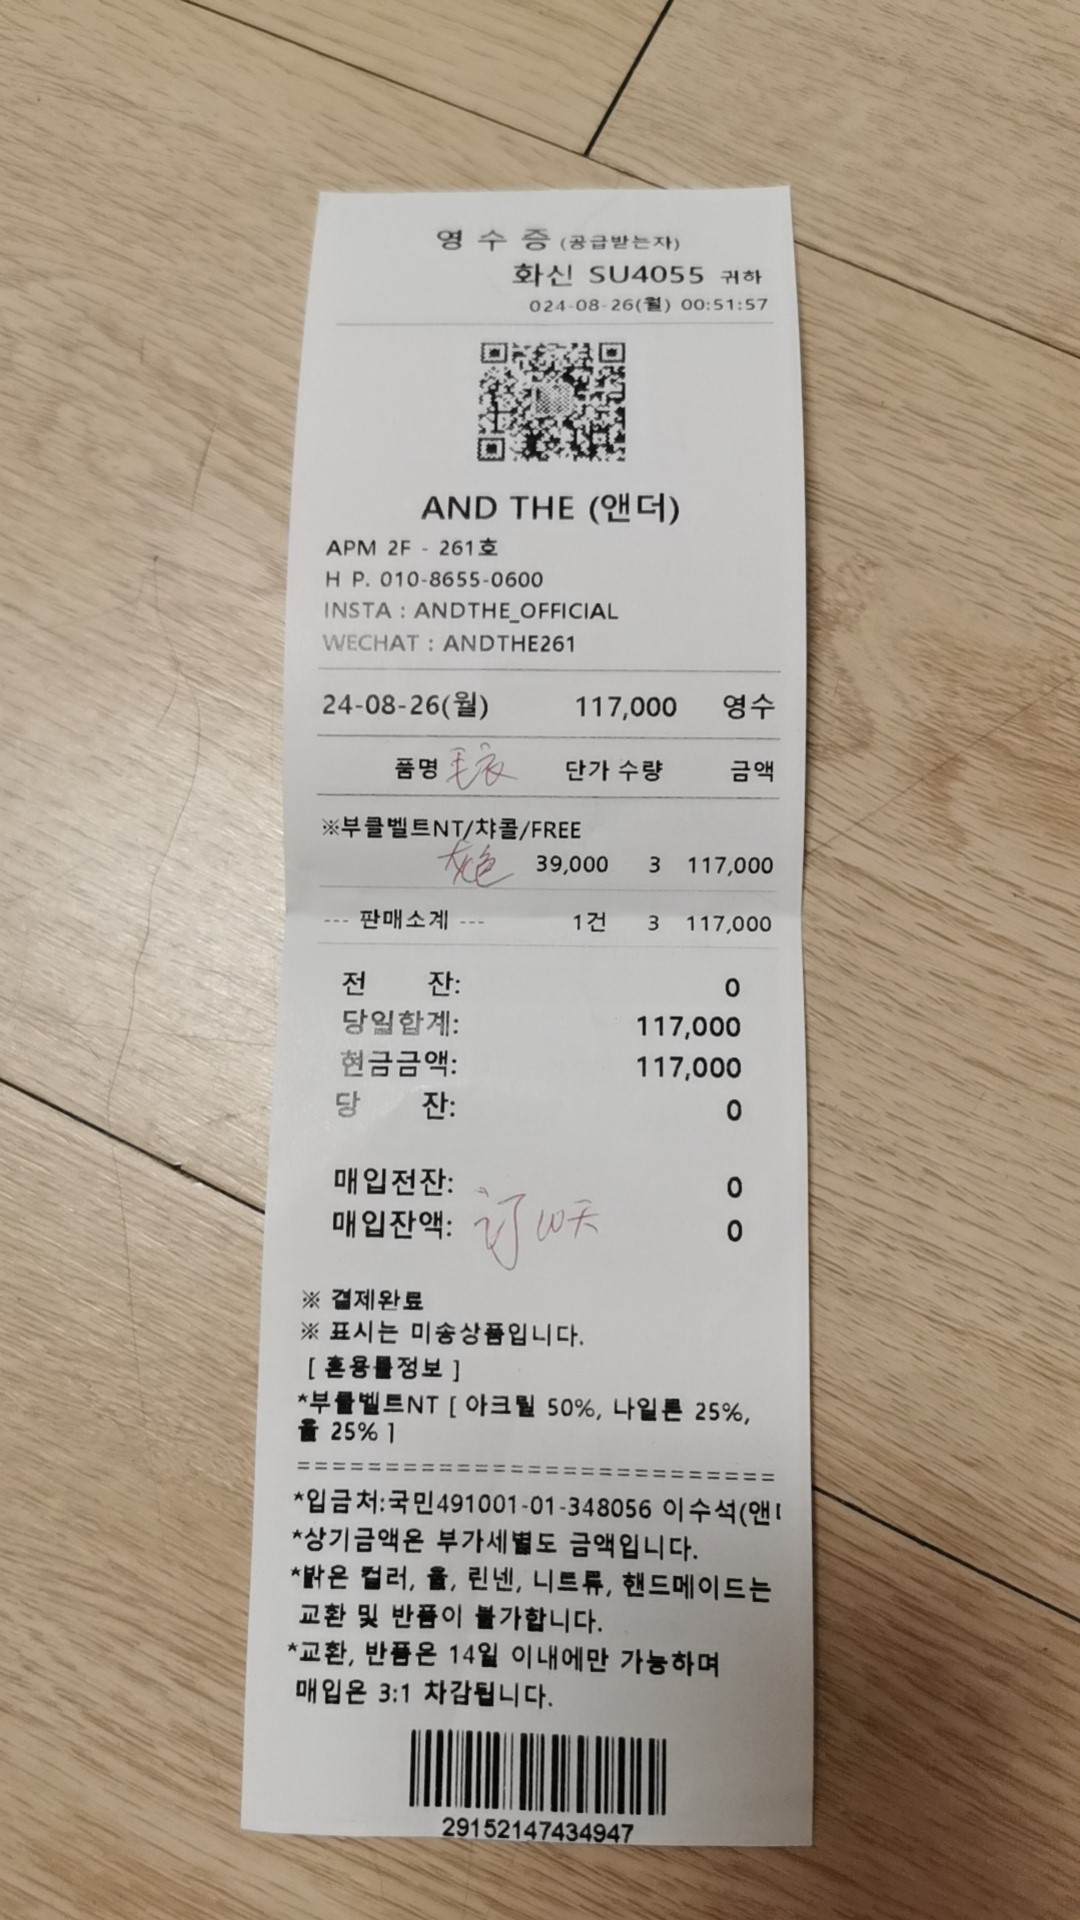 영 수 증 (공급받는자)
화신 SU4055 귀하
024-08-26(월) 00:51:57
AND THE (앤더)
APM 2F - 261호
H P. 010-8655-0600
INSTA : ANDTHE_OFFICIAL
WECHAT : ANDTHE261
24-08-26(월) 117,000 영수
품명 毛衣 단가 수량 금액
※부클벨트NT/챠콜/FREE
灰色 39,000 3 117,000
--- 판매소계 --- 1건 3 117,000
전 잔: 0
당일합계: 117,000
현금금액: 117,000
당 잔: 0
매입전잔: 0
매입잔액: 订10天 0
※ 결제완료
※ 표시는 미송상품입니다.
[ 혼용률정보 ]
*부클벨트NT [ 아크릴 50%, 나일론 25%,
울 25% ]
============================
*입금처:국민491001-01-348056 이수석(앤
*상기금액은 부가세별도 금액입니다.
*밝은 컬러, 울, 린넨, 니트류, 핸드메이드는
교환 및 반품이 불가합니다.
*교환, 반품은 14일 이내에만 가능하며
매입은 3:1 차감됩니다.
29152147434947